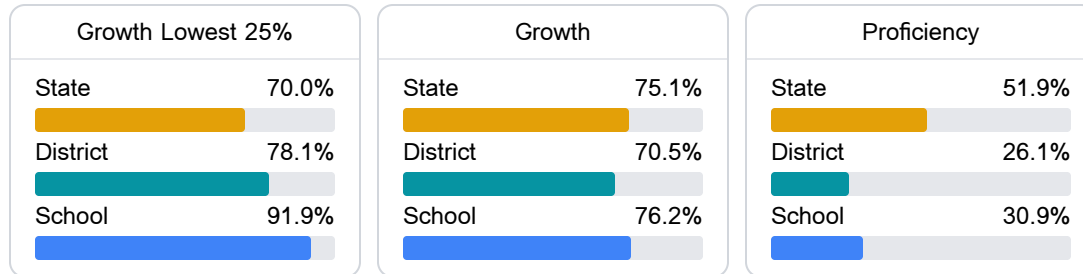 Growth Lowest 25%
State 70.0%
District 78.1%
School 91.9%
Growth
State 75.1%
District 70.5%
School 76.2%
Proficiency
State 51.9%
District 26.1%
School 30.9%